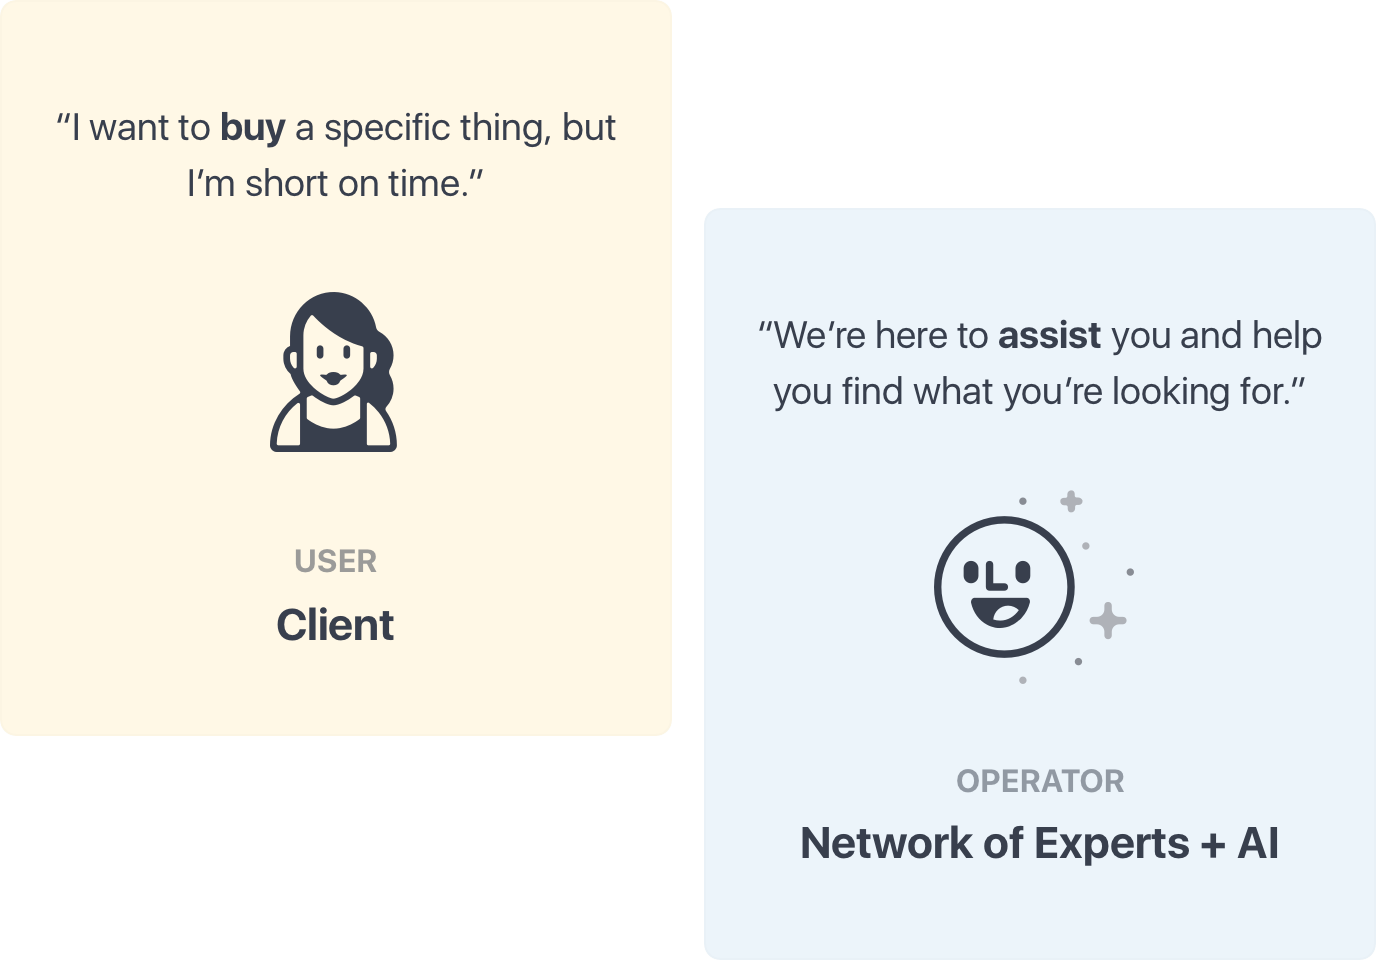 “I want to buy a specific thing, but
I’m short on time.”
USER
Client
“We’re here to assist you and help
you find what you’re looking for.”
OPERATOR
Network of Experts + AI